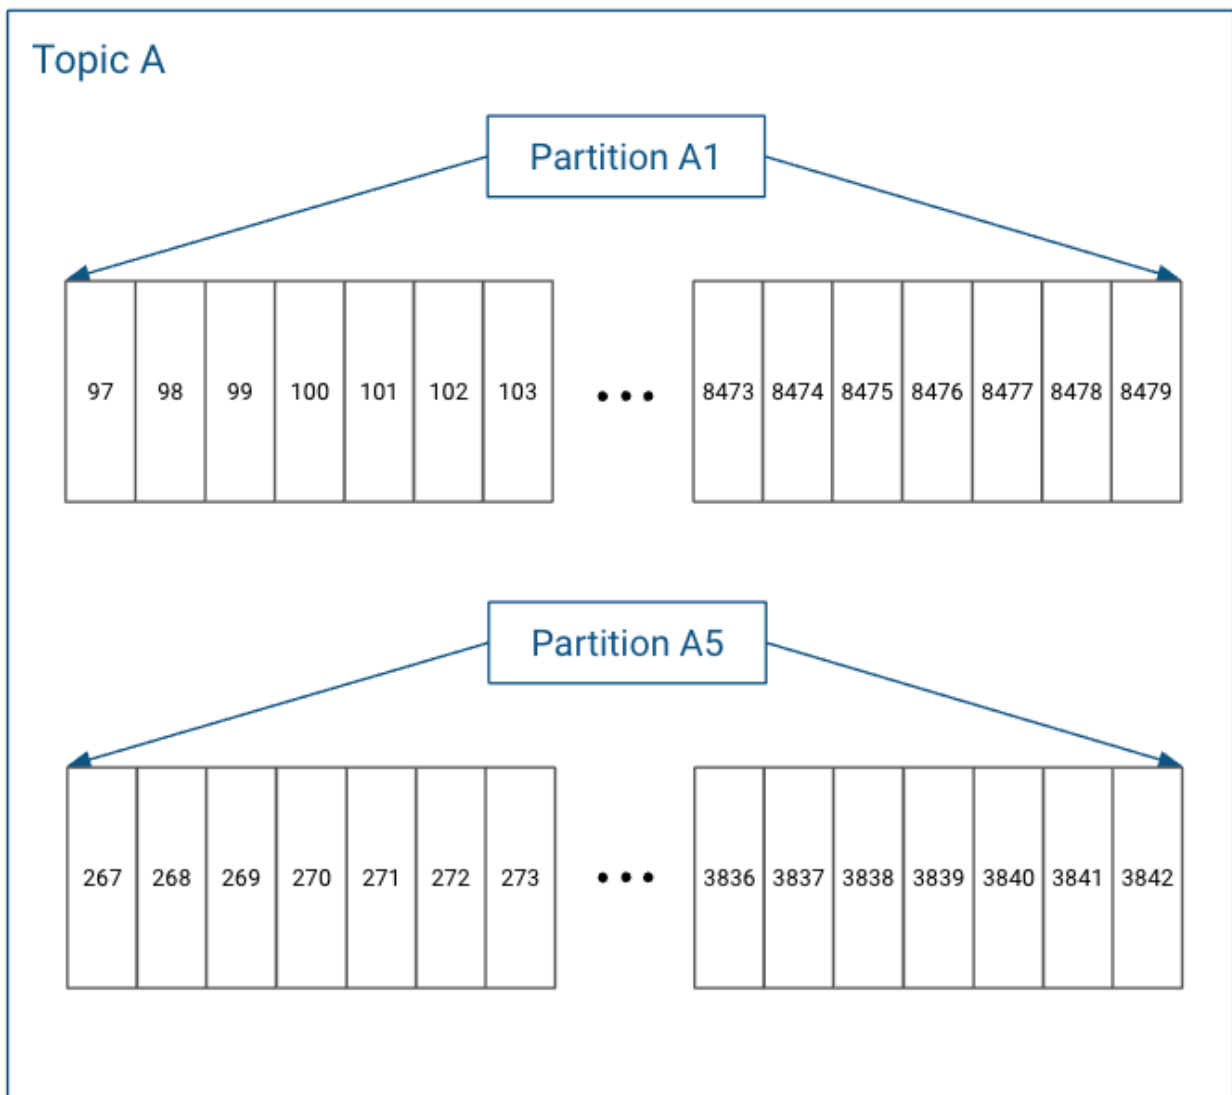 Topic A
Partition A1
97 98 99 100 101 102 103 ••• 8473 8474 8475 8476 8477 8478 8479
Partition A5
267 268 269 270 271 272 273 ••• 3836 3837 3838 3839 3840 3841 3842